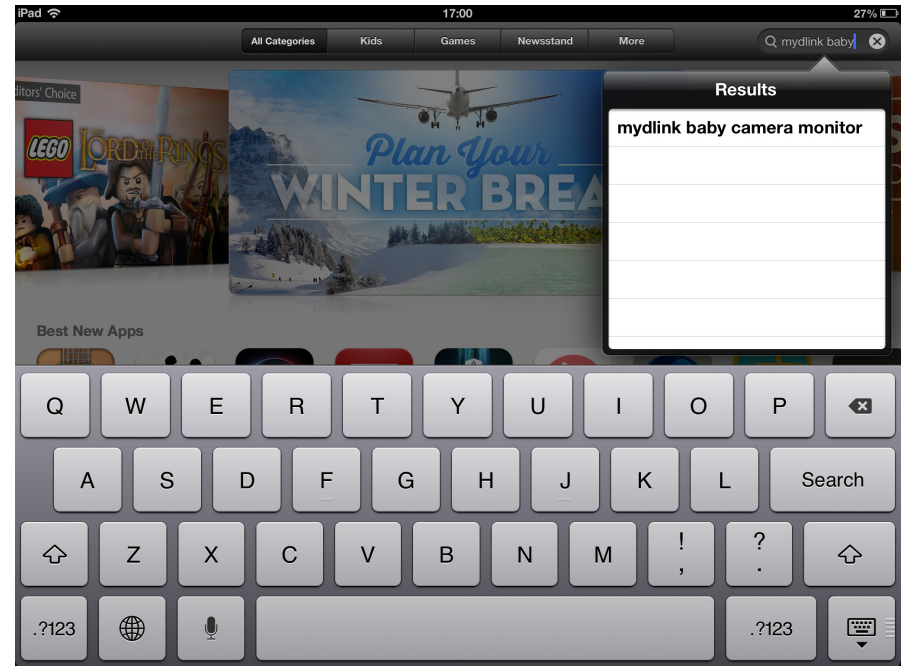 iPad 17:00 27%
All Categories Kids Games Newsstand More mydlink baby
Results
mydlink baby camera monitor
ditors' Choice
LEGO THE LORD OF THE RINGS
Plan Your
WINTER BREA
Best New Apps
Q W E R T Y U I O P
A S D F G H J K L Search
Z X C V B N M ! , ? .
.?123 .?123